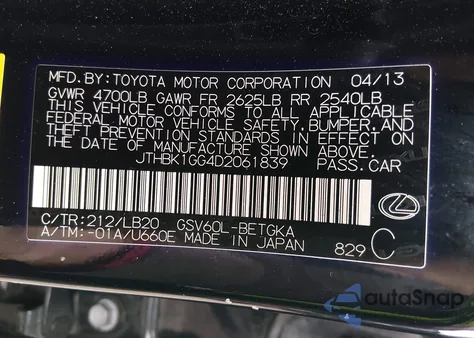 MFD. BY: TOYOTA MOTOR CORPORATION 04/13
GVWR 4700LB GAWR FR 2625LB RR 2540LB
THIS VEHICLE CONFORMS TO ALL APPLICABLE
FEDERAL MOTOR VEHICLE SAFETY, BUMPER, AND
THEFT PREVENTION STANDARDS IN EFFECT ON
THE DATE OF MANUFACTURE SHOWN ABOVE.
JTHBK1GG4D2061839 PASS. CAR
C/TR: 212/LB20 GSV60L-BETGKA
A/TM: -01A/U660E MADE IN JAPAN 829 C
autoSnap